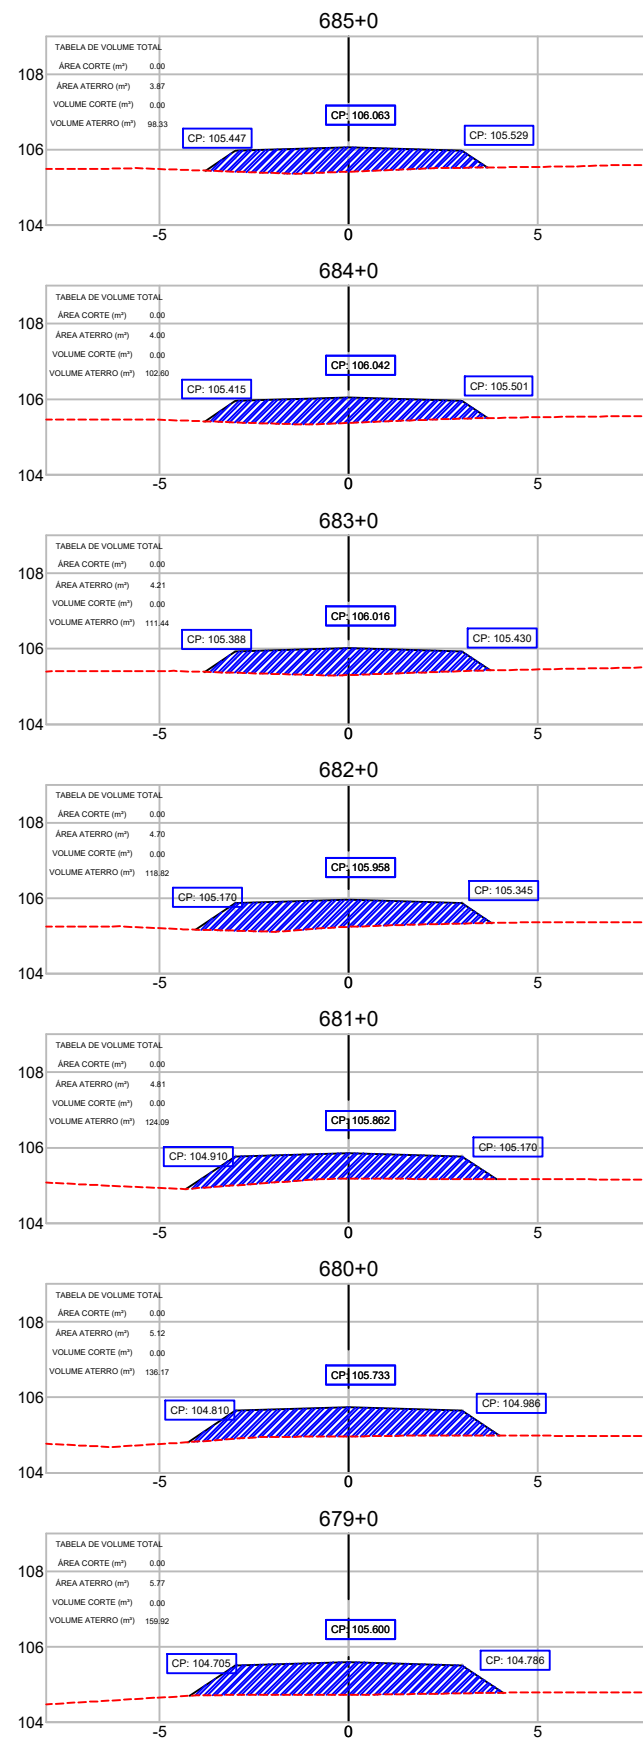 685+0
TABELA DE VOLUME TOTAL
ÁREA CORTE (m²) 0.00
ÁREA ATERRO (m²) 3.87
VOLUME CORTE (m³) 0.00
VOLUME ATERRO (m³) 98.33
CP: 105.447
CP: 106.063
CP: 105.529
108
106
104
-5 0 5
684+0
TABELA DE VOLUME TOTAL
ÁREA CORTE (m²) 0.00
ÁREA ATERRO (m²) 4.00
VOLUME CORTE (m³) 0.00
VOLUME ATERRO (m³) 102.60
CP: 105.415
CP: 106.042
CP: 105.501
108
106
104
-5 0 5
683+0
TABELA DE VOLUME TOTAL
ÁREA CORTE (m²) 0.00
ÁREA ATERRO (m²) 4.21
VOLUME CORTE (m³) 0.00
VOLUME ATERRO (m³) 111.44
CP: 105.388
CP: 106.016
CP: 105.430
108
106
104
-5 0 5
682+0
TABELA DE VOLUME TOTAL
ÁREA CORTE (m²) 0.00
ÁREA ATERRO (m²) 4.70
VOLUME CORTE (m³) 0.00
VOLUME ATERRO (m³) 118.82
CP: 105.170
CP: 105.958
CP: 105.345
108
106
104
-5 0 5
681+0
TABELA DE VOLUME TOTAL
ÁREA CORTE (m²) 0.00
ÁREA ATERRO (m²) 4.81
VOLUME CORTE (m³) 0.00
VOLUME ATERRO (m³) 124.09
CP: 104.910
CP: 105.862
CP: 105.170
108
106
104
-5 0 5
680+0
TABELA DE VOLUME TOTAL
ÁREA CORTE (m²) 0.00
ÁREA ATERRO (m²) 5.12
VOLUME CORTE (m³) 0.00
VOLUME ATERRO (m³) 136.17
CP: 104.810
CP: 105.733
CP: 104.986
108
106
104
-5 0 5
679+0
TABELA DE VOLUME TOTAL
ÁREA CORTE (m²) 0.00
ÁREA ATERRO (m²) 5.77
VOLUME CORTE (m³) 0.00
VOLUME ATERRO (m³) 159.92
CP: 104.705
CP: 105.600
CP: 104.786
108
106
104
-5 0 5